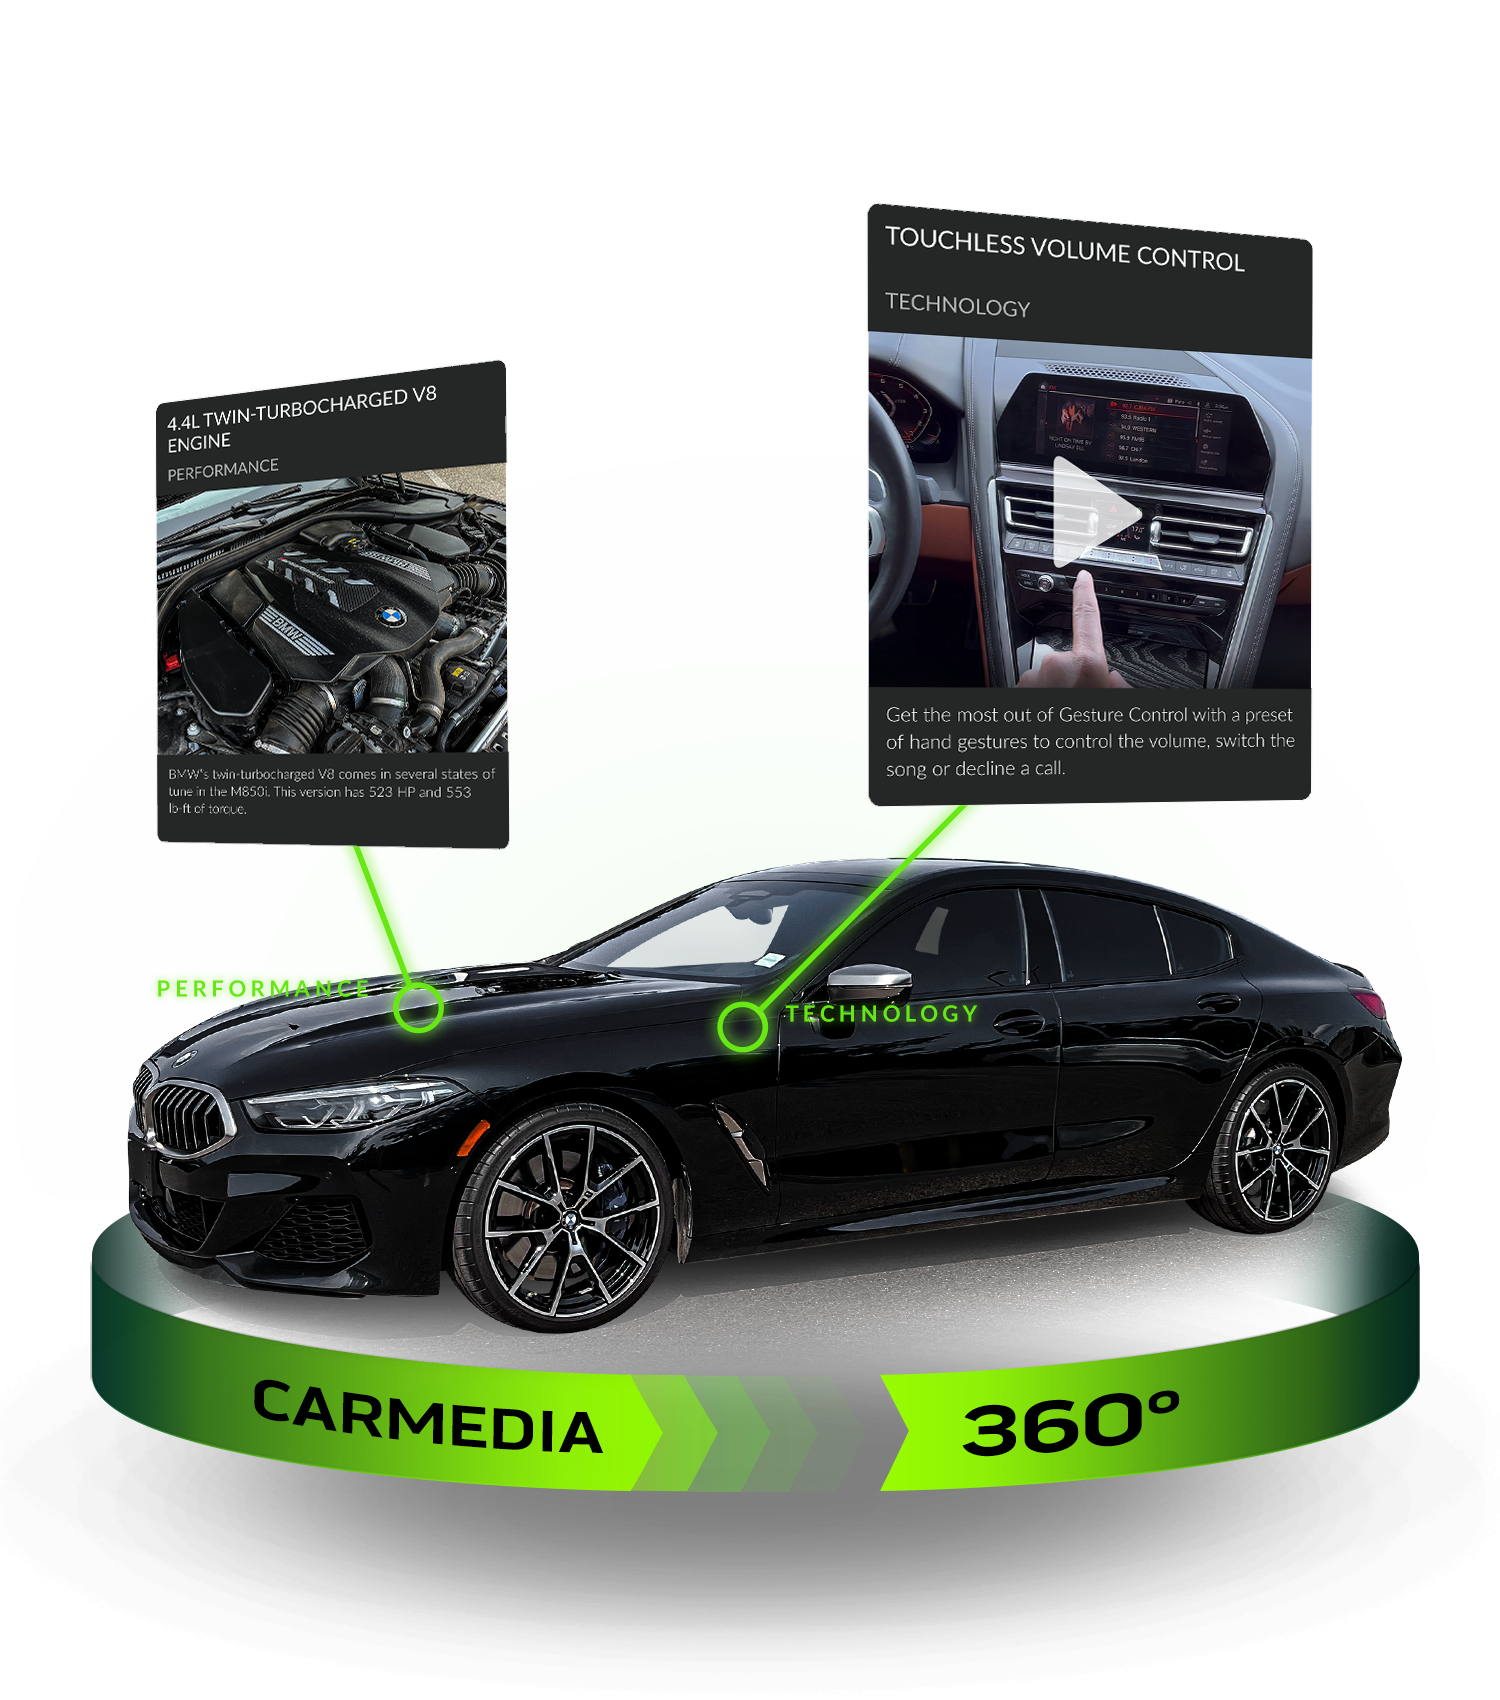 TOUCHLESS VOLUME CONTROL
TECHNOLOGY
Get the most out of Gesture Control with a preset
of hand gestures to control the volume, switch the
song or decline a call.
4.4L TWIN-TURBOCHARGED V8
ENGINE
PERFORMANCE
BMW
BMW's twin-turbocharged V8 comes in several states of
tune in the M850i. This version has 523 HP and 553
lb-ft of torque.
PERFORMANCE
TECHNOLOGY
CARMEDIA
360°